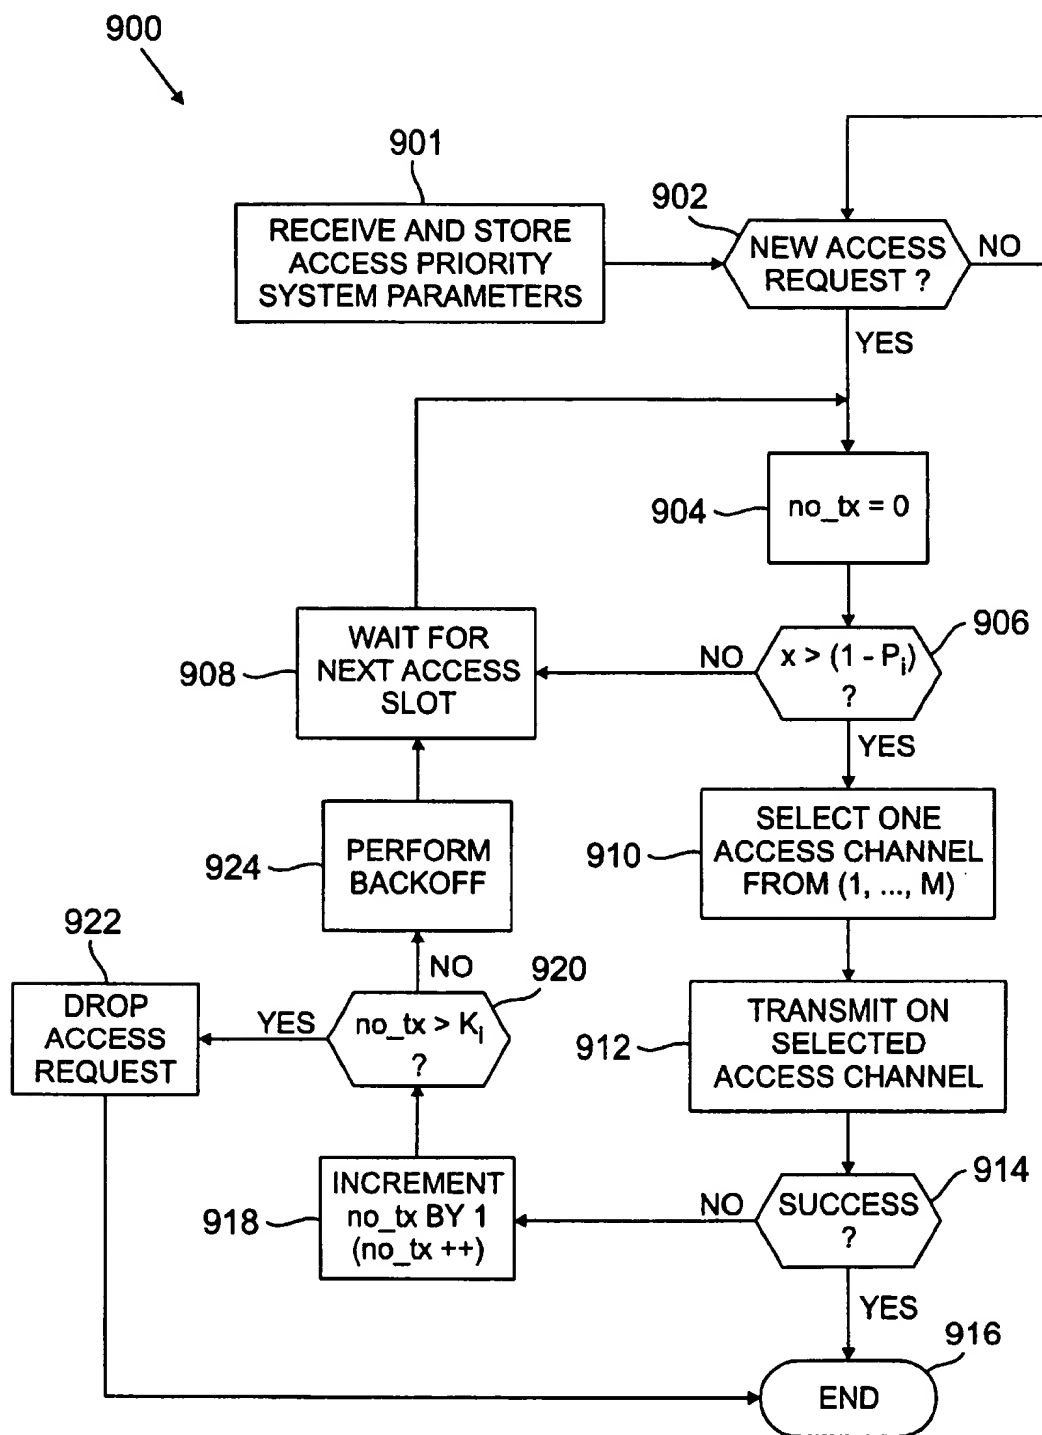 900
901
RECEIVE AND STORE
ACCESS PRIORITY
SYSTEM PARAMETERS
902
NEW ACCESS
REQUEST ?
NO
YES
904
no_tx = 0
906
x > (1 - Pi)
?
NO
YES
908
WAIT FOR
NEXT ACCESS
SLOT
910
SELECT ONE
ACCESS CHANNEL
FROM (1, ..., M)
924
PERFORM
BACKOFF
912
TRANSMIT ON
SELECTED
ACCESS CHANNEL
922
DROP
ACCESS
REQUEST
YES
NO
920
no_tx > Ki
?
918
INCREMENT
no_tx BY 1
(no_tx ++)
914
SUCCESS
?
NO
YES
916
END